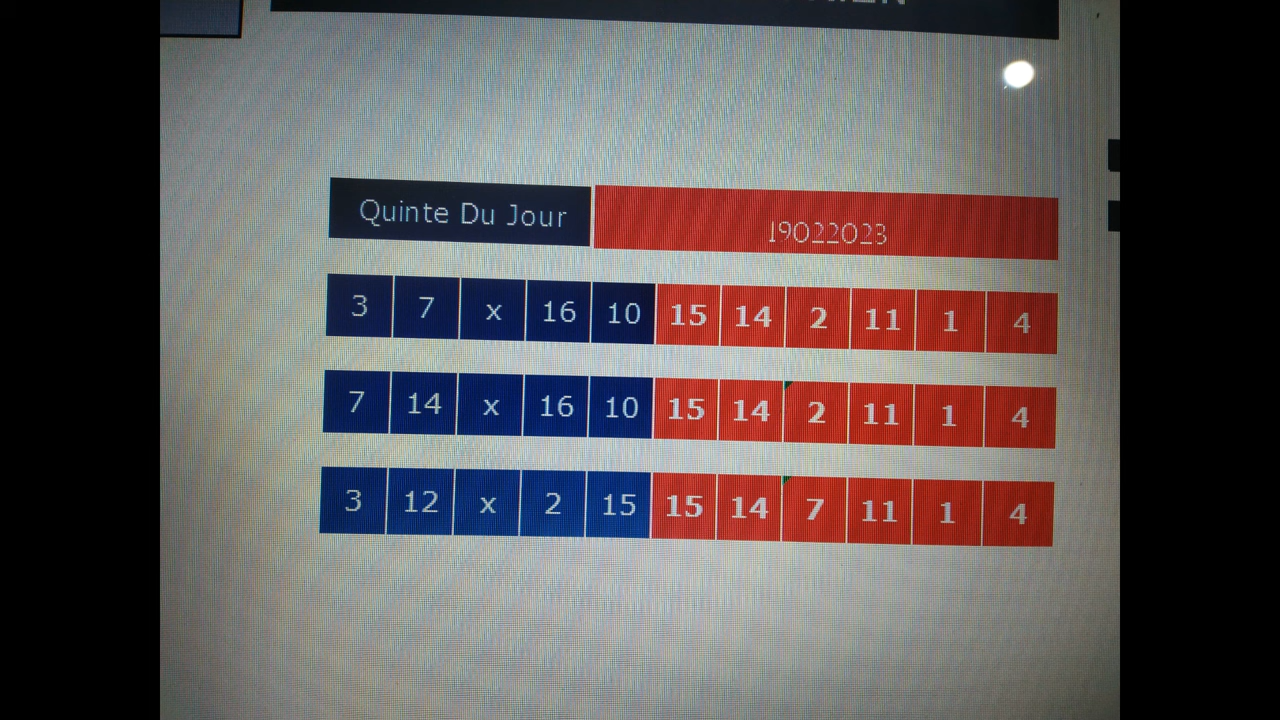 Quinte Du Jour 19022023
3 7 x 16 10 15 14 2 11 1 4
7 14 x 16 10 15 14 2 11 1 4
3 12 x 2 15 15 14 7 11 1 4